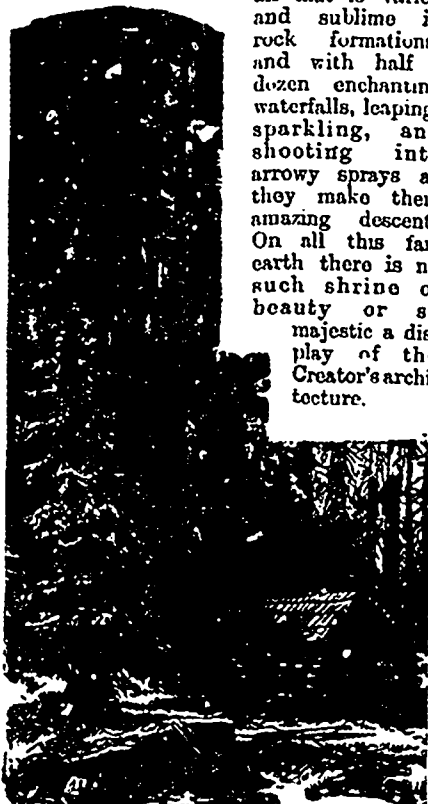 and sublime i
rock formations
and with half
dozen enchantin
waterfalls, leaping
sparkling, an
shooting int
arrowy sprays a
they make ther
amazing descent
On all this fai
earth there is n
such shrine o
beauty or s
majestic a dis
play of th
Creator's archi
tecture.